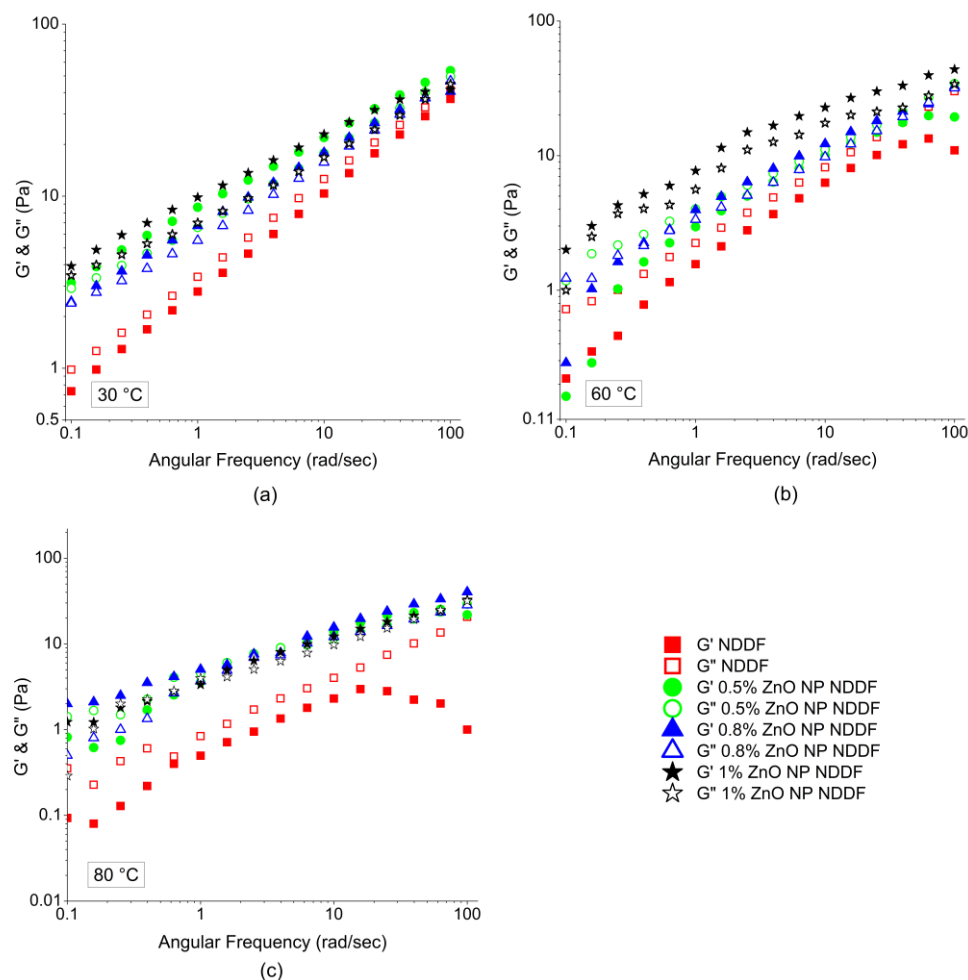 100
10
1
0.5
G' & G" (Pa)
30 °C
0.1 1 10 100
Angular Frequency (rad/sec)
(a)
100
10
1
0.11
G' & G" (Pa)
60 °C
0.1 1 10 100
Angular Frequency (rad/sec)
(b)
100
10
1
0.1
0.01
G' & G" (Pa)
80 °C
0.1 1 10 100
Angular Frequency (rad/sec)
(c)
G' NDDF
G" NDDF
G' 0.5% ZnO NP NDDF
G" 0.5% ZnO NP NDDF
G' 0.8% ZnO NP NDDF
G" 0.8% ZnO NP NDDF
G' 1% ZnO NP NDDF
G" 1% ZnO NP NDDF